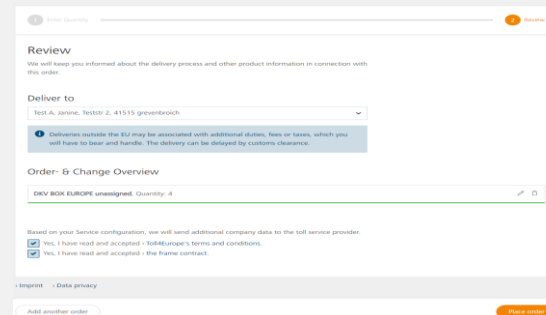 1 Order Quantity
2 Review
Review
We will keep you informed about the delivery process and other product information in connection with
this order.
Deliver to
Test A, Janine, Teststr 2, 41515 grevenbroich
Deliveries outside the EU may be associated with additional duties, fees or taxes, which you
will have to bear and handle. The delivery can be delayed by customs clearance.
Order- & Change Overview
DKV BOX EUROPE unassigned, Quantity: 4
Based on your Service configuration, we will send additional company data to the toll service provider.
Yes, I have read and accepted › Toll4Europe's terms and conditions.
Yes, I have read and accepted › the frame contract.
› Imprint › Data privacy
Add another order
Place order